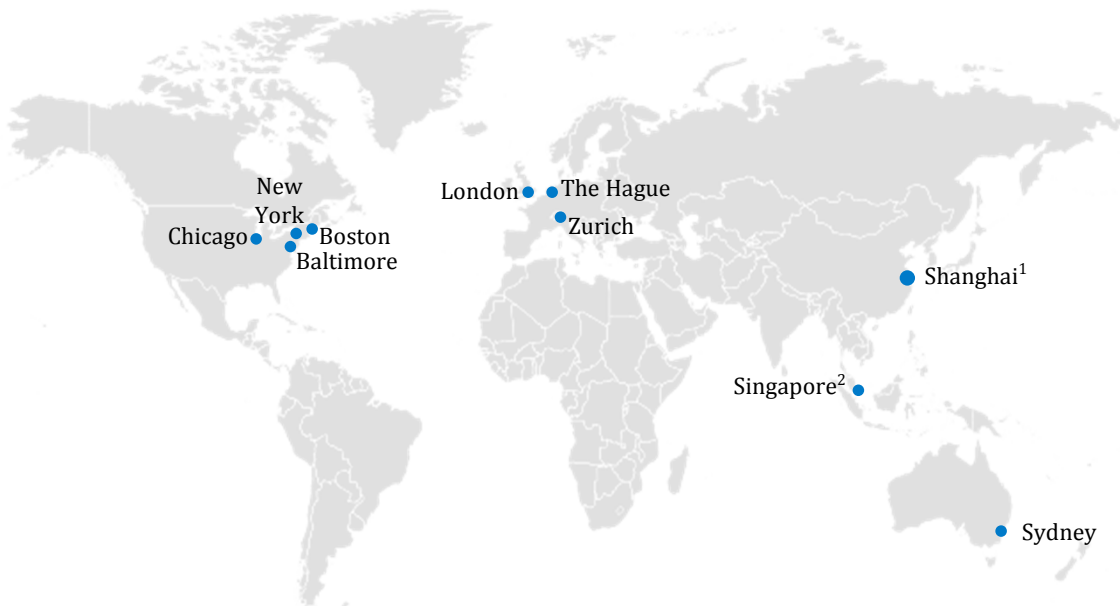 New
York
Chicago
Boston
Baltimore
London
The Hague
Zurich
Shanghai¹
Singapore²
Sydney